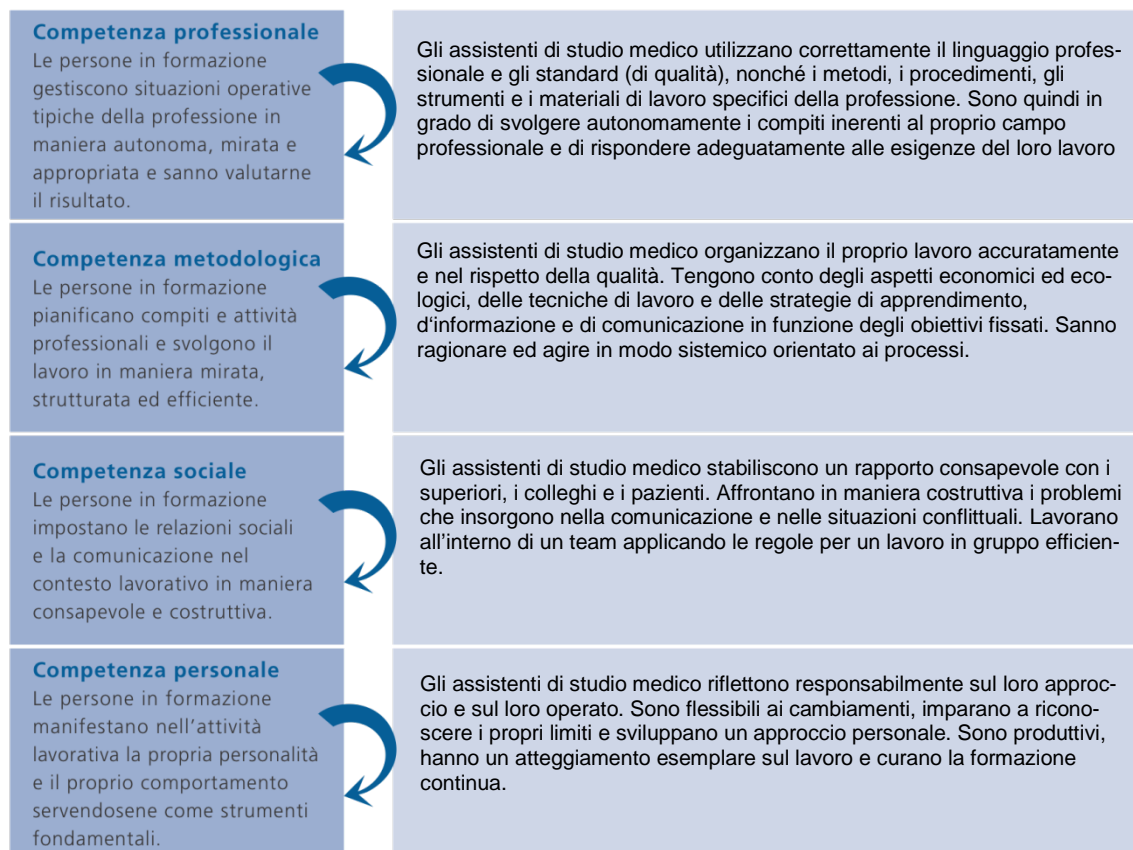 Competenza professionale
Le persone in formazione
gestiscono situazioni operative
tipiche della professione in
maniera autonoma, mirata e
appropriata e sanno valutarne
il risultato.
Gli assistenti di studio medico utilizzano correttamente il linguaggio profes-
sionale e gli standard (di qualità), nonché i metodi, i procedimenti, gli
strumenti e i materiali di lavoro specifici della professione. Sono quindi in
grado di svolgere autonomamente i compiti inerenti al proprio campo
professionale e di rispondere adeguatamente alle esigenze del loro lavoro
Competenza metodologica
Le persone in formazione
pianificano compiti e attività
professionali e svolgono il
lavoro in maniera mirata,
strutturata ed efficiente.
Gli assistenti di studio medico organizzano il proprio lavoro accuratamente
e nel rispetto della qualità. Tengono conto degli aspetti economici ed eco-
logici, delle tecniche di lavoro e delle strategie di apprendimento,
d‘informazione e di comunicazione in funzione degli obiettivi fissati. Sanno
ragionare ed agire in modo sistemico orientato ai processi.
Competenza sociale
Le persone in formazione
impostano le relazioni sociali
e la comunicazione nel
contesto lavorativo in maniera
consapevole e costruttiva.
Gli assistenti di studio medico stabiliscono un rapporto consapevole con i
superiori, i colleghi e i pazienti. Affrontano in maniera costruttiva i problemi
che insorgono nella comunicazione e nelle situazioni conflittuali. Lavorano
all’interno di un team applicando le regole per un lavoro in gruppo efficien-
te.
Competenza personale
Le persone in formazione
manifestano nell’attività
lavorativa la propria personalità
e il proprio comportamento
servendosene come strumenti
fondamentali.
Gli assistenti di studio medico riflettono responsabilmente sul loro approc-
cio e sul loro operato. Sono flessibili ai cambiamenti, imparano a ricono-
scere i propri limiti e sviluppano un approccio personale. Sono produttivi,
hanno un atteggiamento esemplare sul lavoro e curano la formazione
continua.